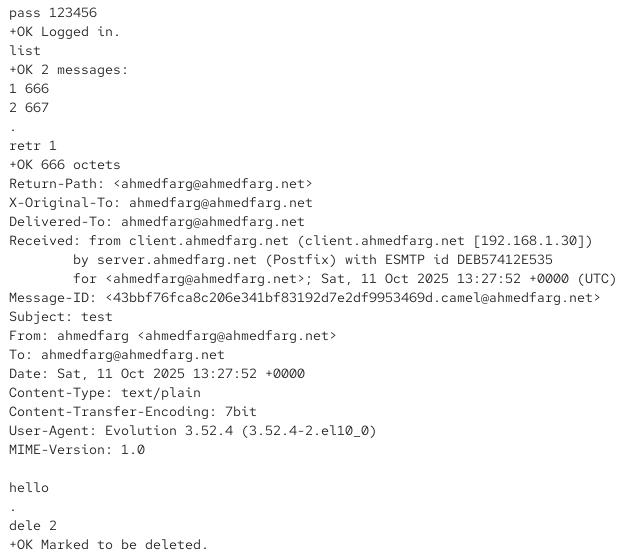 pass 123456
+OK Logged in.
list
+OK 2 messages:
1 666
2 667
.
retr 1
+OK 666 octets
Return-Path: <ahmedfarg@ahmedfarg.net>
X-Original-To: ahmedfarg@ahmedfarg.net
Delivered-To: ahmedfarg@ahmedfarg.net
Received: from client.ahmedfarg.net (client.ahmedfarg.net [192.168.1.30])
        by server.ahmedfarg.net (Postfix) with ESMTP id DEB57412E535
        for <ahmedfarg@ahmedfarg.net>; Sat, 11 Oct 2025 13:27:52 +0000 (UTC)
Message-ID: <43bbf76fca8c206e341bf83192d7e2df9953469d.camel@ahmedfarg.net>
Subject: test
From: ahmedfarg <ahmedfarg@ahmedfarg.net>
To: ahmedfarg@ahmedfarg.net
Date: Sat, 11 Oct 2025 13:27:52 +0000
Content-Type: text/plain
Content-Transfer-Encoding: 7bit
User-Agent: Evolution 3.52.4 (3.52.4-2.el10_0)
MIME-Version: 1.0

hello
.
dele 2
+OK Marked to be deleted.